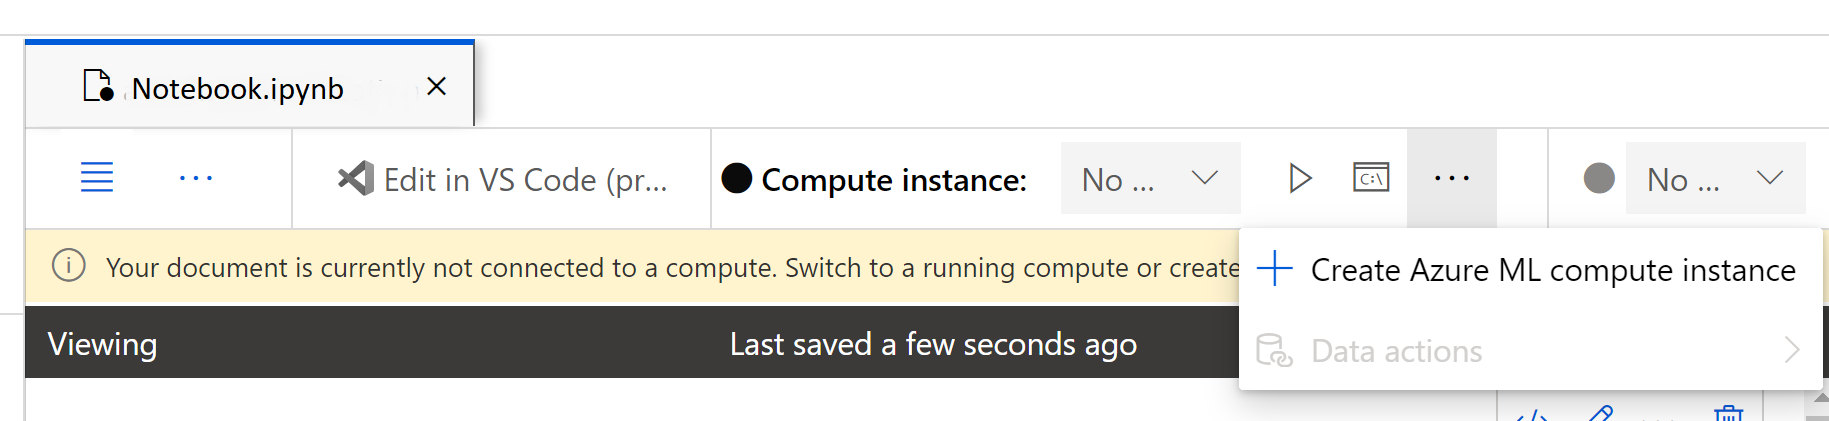 Notebook.ipynb
Edit in VS Code (pr...
Compute instance:
No ...
C:\
...
No ...
Your document is currently not connected to a compute. Switch to a running compute or create
Create Azure ML compute instance
Viewing
Last saved a few seconds ago
Data actions